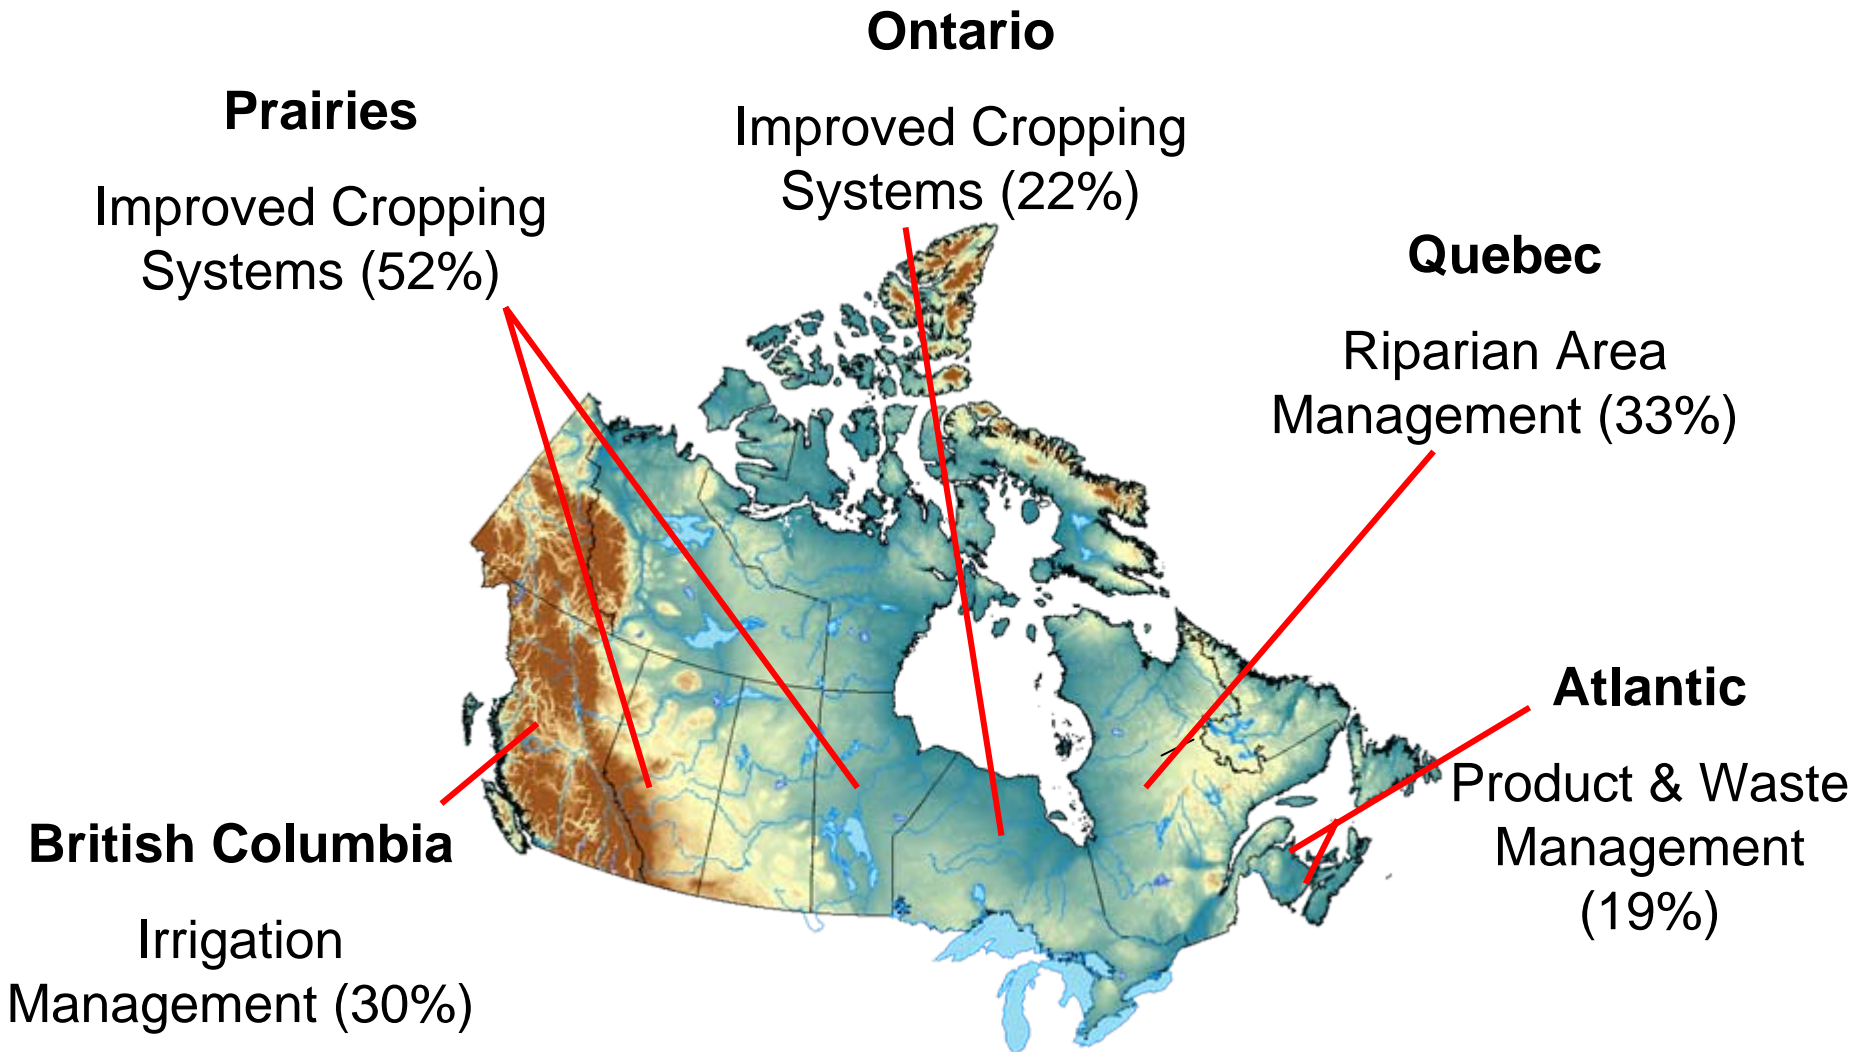 Ontario
Improved Cropping
Systems (22%)
Prairies
Improved Cropping
Systems (52%)
Quebec
Riparian Area
Management (33%)
Atlantic
Product & Waste
Management
(19%)
British Columbia
Irrigation
Management (30%)